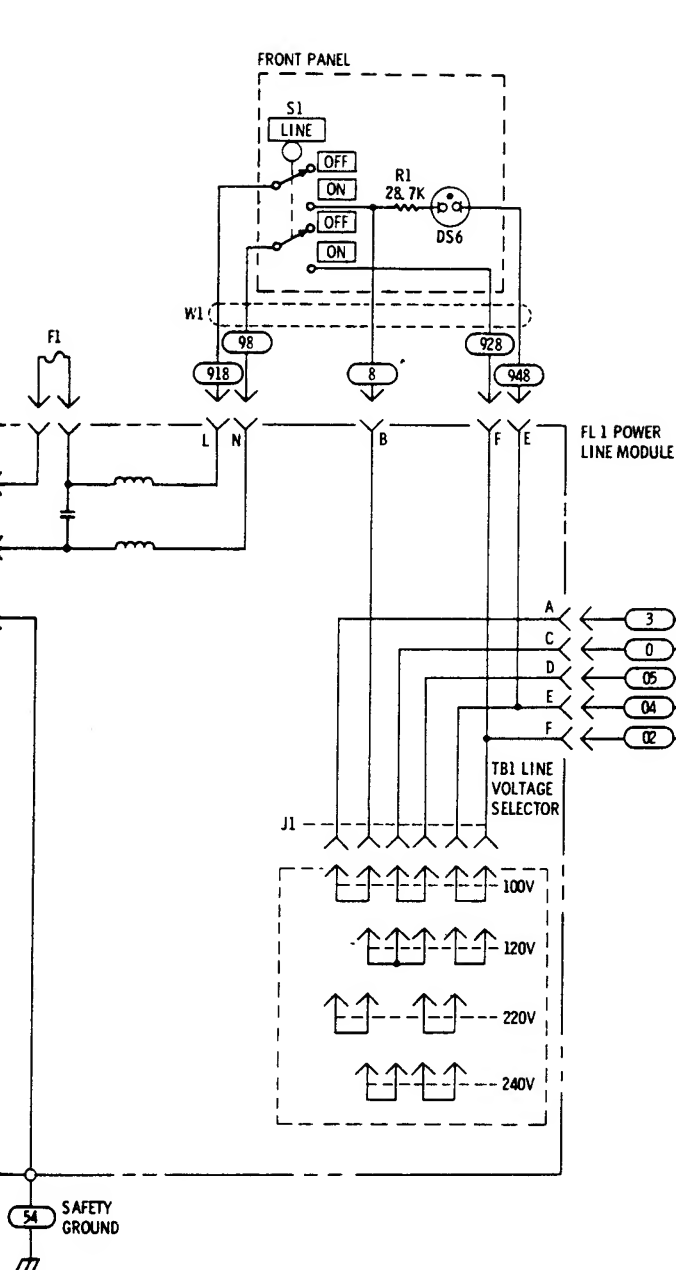 FRONT PANEL
S1
LINE
OFF
ON
OFF
ON
R1
28.7K
DS6
W1
F1
98
918
8
928
948
L
N
B
F
E
FL 1 POWER
LINE MODULE
A
3
C
0
D
05
E
04
F
02
TB1 LINE
VOLTAGE
SELECTOR
J1
100V
120V
220V
240V
54
SAFETY
GROUND